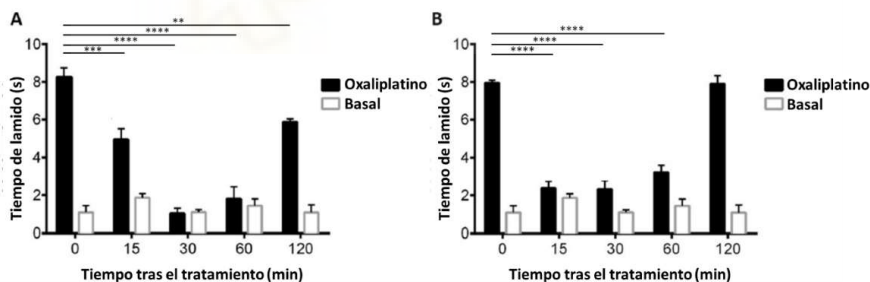 A
**
****
****
***
10
8
6
4
2
0
Tiempo de lamido (s)
Oxaliplatino
Basal
0 15 30 60 120
Tiempo tras el tratamiento (min)
B
****
****
****
10
8
6
4
2
0
Tiempo de lamido (s)
Oxaliplatino
Basal
0 15 30 60 120
Tiempo tras el tratamiento (min)